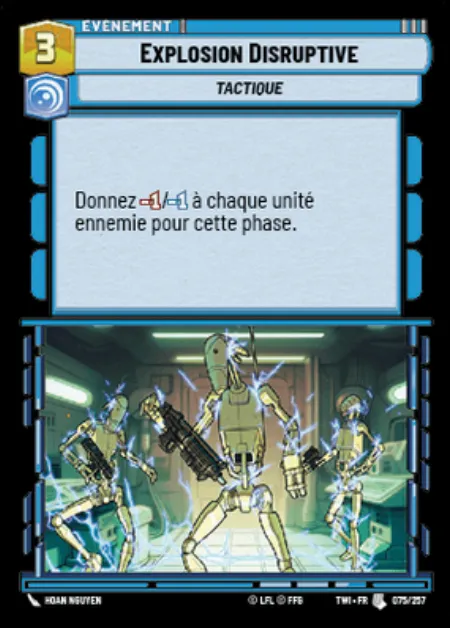 ÉVÉNEMENT
3
EXPLOSION DISRUPTIVE
TACTIQUE
Donnez -1/-1 à chaque unité
ennemie pour cette phase.
HOAN NGUYEN
© LFL © FFG
TWI • FR
075/257